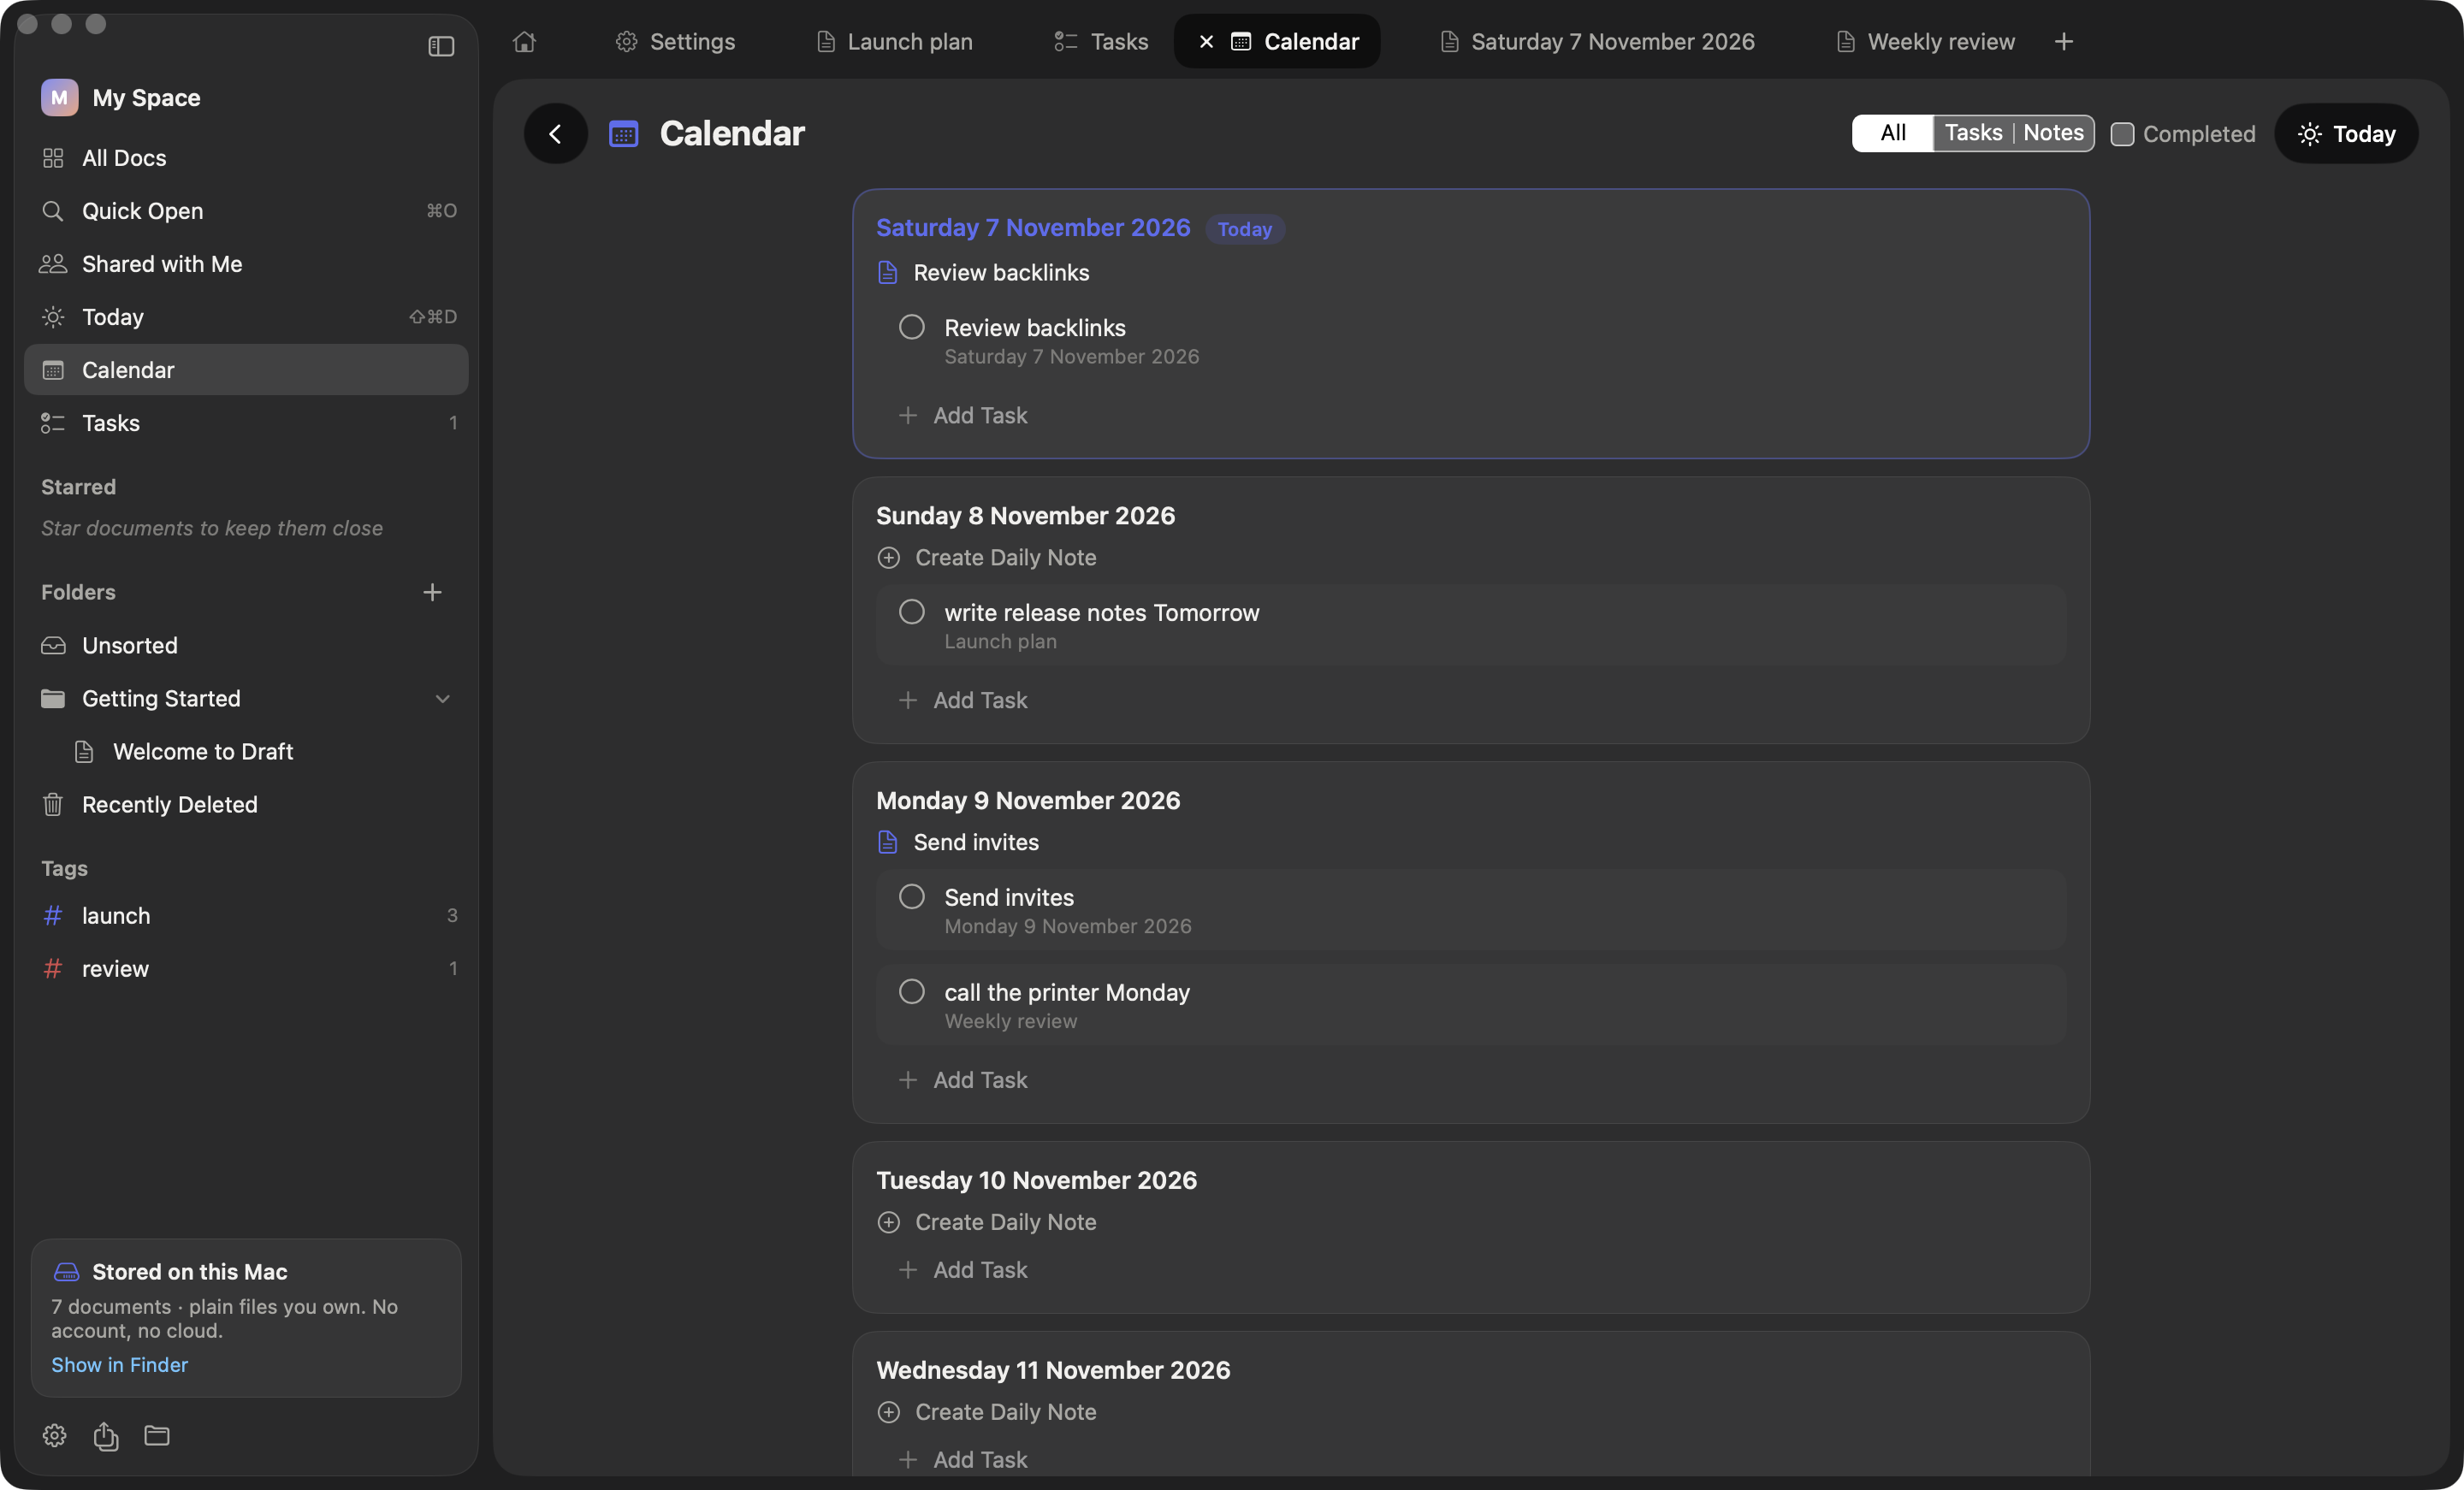 M My Space
All Docs
Quick Open ⌘O
Shared with Me
Today ⇧⌘D
Calendar
Tasks 1
Starred
Star documents to keep them close
Folders
Unsorted
Getting Started
Welcome to Draft
Recently Deleted
Tags
# launch 3
# review 1
Stored on this Mac
7 documents · plain files you own. No
account, no cloud.
Show in Finder
Settings Launch plan Tasks Calendar Saturday 7 November 2026 Weekly review
Calendar
All Tasks Notes Completed Today
Saturday 7 November 2026 Today
Review backlinks
Review backlinks
Saturday 7 November 2026
Add Task
Sunday 8 November 2026
Create Daily Note
write release notes Tomorrow
Launch plan
Add Task
Monday 9 November 2026
Send invites
Send invites
Monday 9 November 2026
call the printer Monday
Weekly review
Add Task
Tuesday 10 November 2026
Create Daily Note
Add Task
Wednesday 11 November 2026
Create Daily Note
Add Task